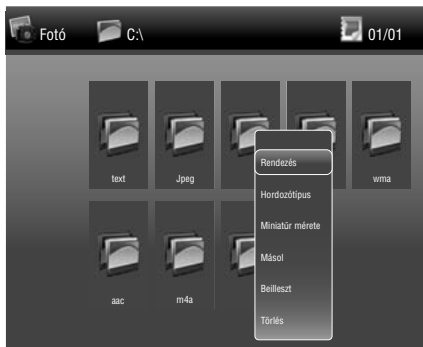 Fotó C:\ 01/01
text Jpeg wma
Rendezés
Hordozótípus
Miniatűr mérete
Másol
Beilleszt
Törlés
aac m4a